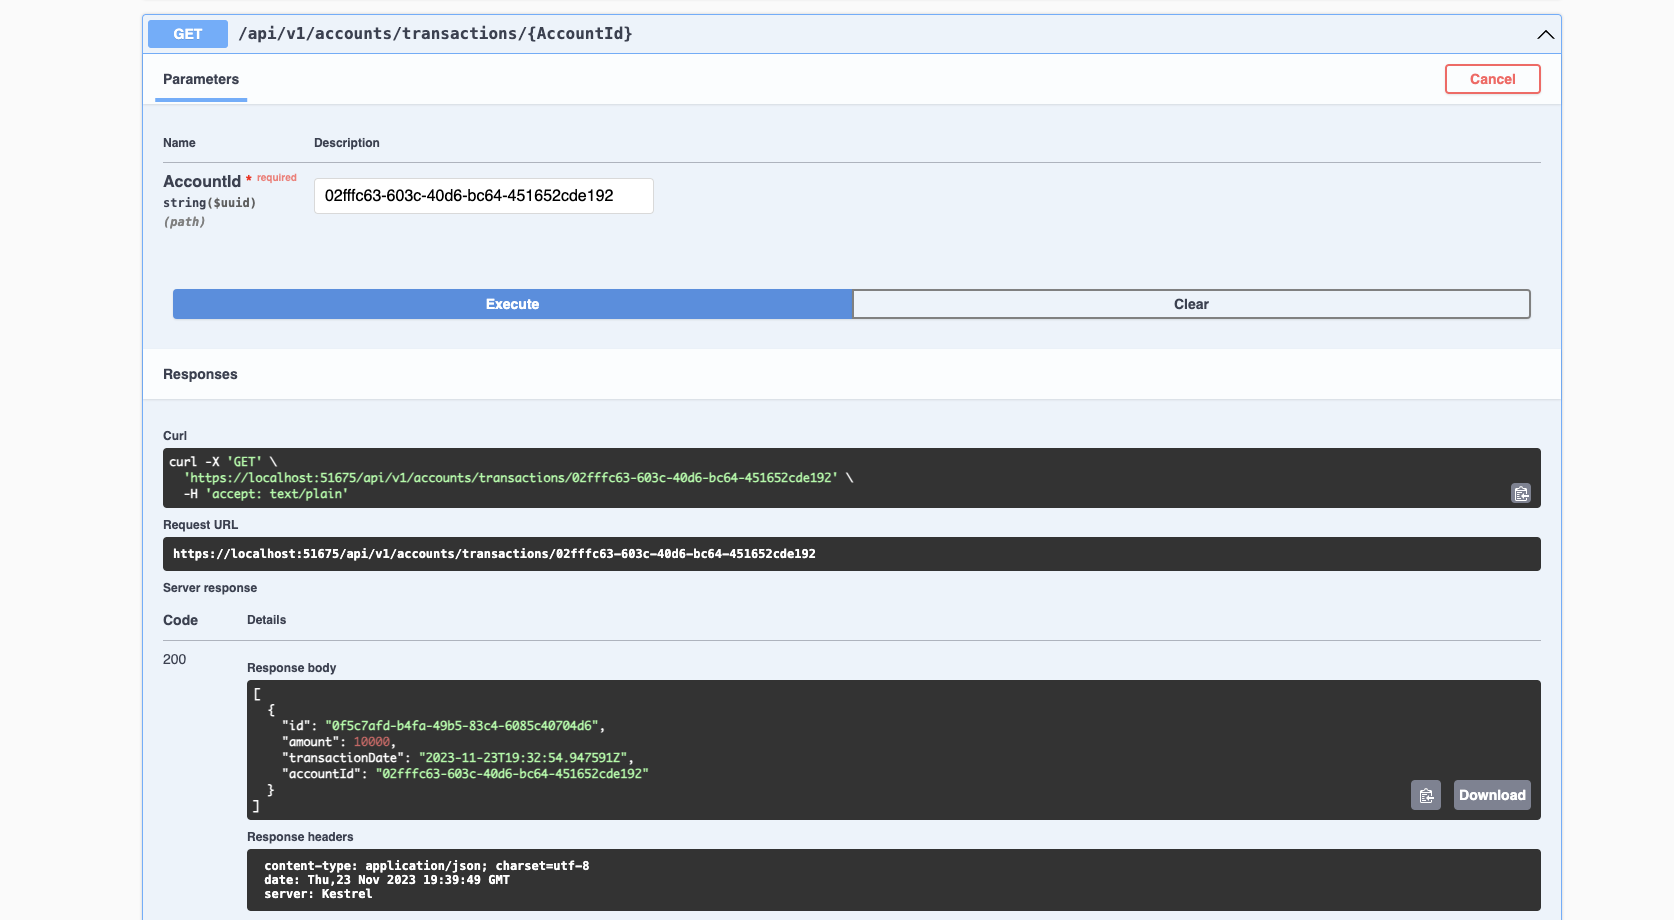 GET /api/v1/accounts/transactions/{AccountId}
Parameters
Cancel
Name Description
AccountId * required
string($uuid)
(path)
02fffc63-603c-40d6-bc64-451652cde192
Execute Clear
Responses
Curl
curl -X 'GET' \
'https://localhost:51675/api/v1/accounts/transactions/02fffc63-603c-40d6-bc64-451652cde192' \
-H 'accept: text/plain'
Request URL
https://localhost:51675/api/v1/accounts/transactions/02fffc63-603c-40d6-bc64-451652cde192
Server response
Code Details
200
Response body
[
{
"id": "0f5c7afd-b4fa-49b5-83c4-6085c40704d6",
"amount": 10000,
"transactionDate": "2023-11-23T19:32:54.947591Z",
"accountId": "02fffc63-603c-40d6-bc64-451652cde192"
}
]
Download
Response headers
content-type: application/json; charset=utf-8
date: Thu,23 Nov 2023 19:39:49 GMT
server: Kestrel